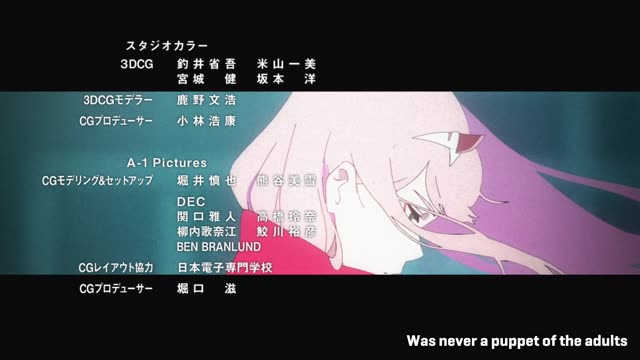 スタジオカラー
3DCG 釣井省吾 米山一美
宮城 健 坂本 洋
3DCGモデラー 鹿野文浩
CGプロデューサー 小林浩康
A-1 Pictures
CGモデリング&セットアップ 堀井慎也 熊谷美雪
DEC
関口雅人 高橋玲奈
柳内歌奈江 鮫川裕彦
BEN BRANLUND
CGレイアウト協力 日本電子専門学校
CGプロデューサー 堀口 滋
Was never a puppet of the adults